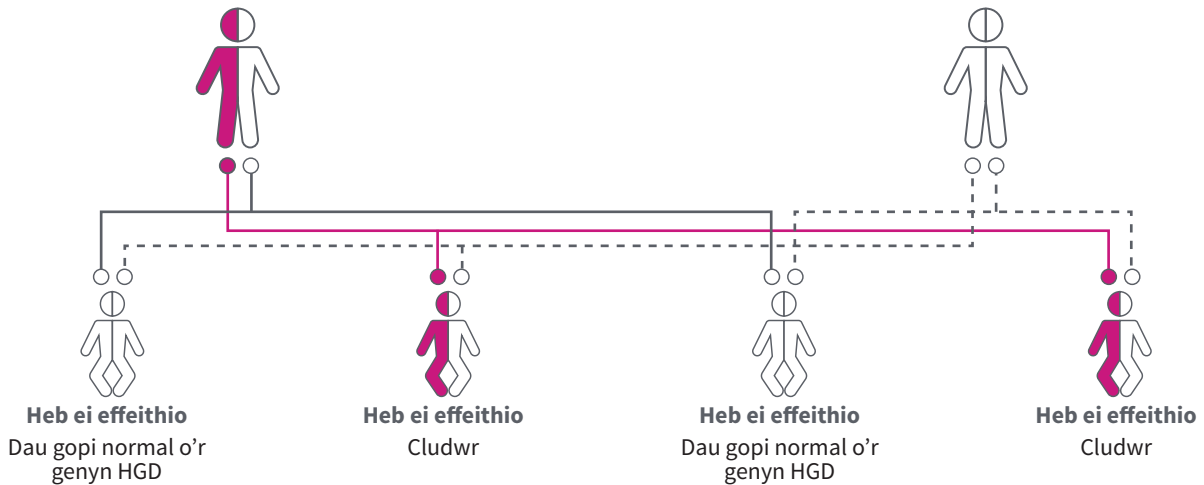 Heb ei effeithio
Dau gopi normal o’r
genyn HGD
Heb ei effeithio
Cludwr
Heb ei effeithio
Dau gopi normal o’r
genyn HGD
Heb ei effeithio
Cludwr